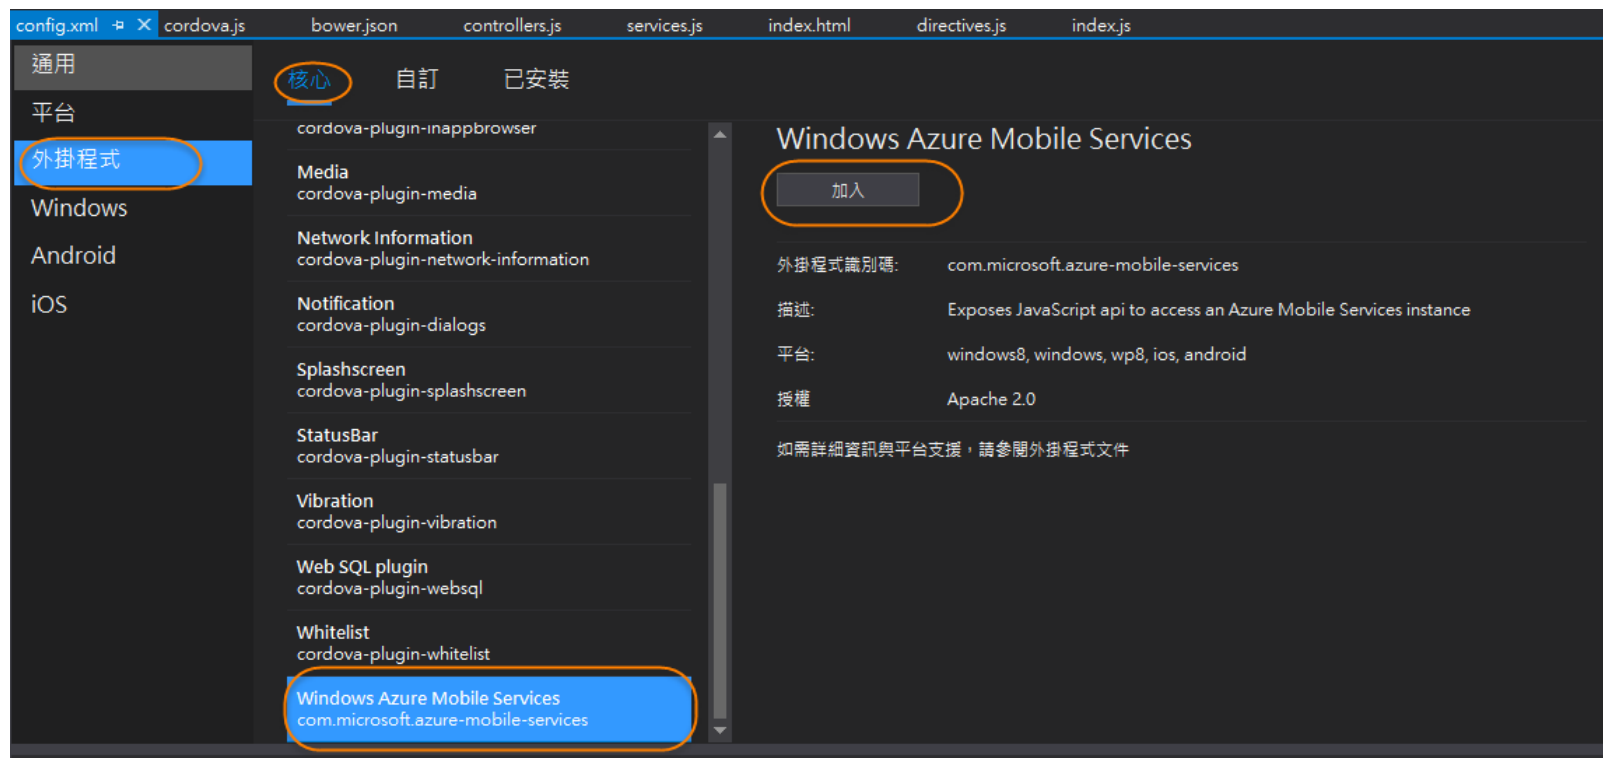 config.xml cordova.js bower.json controllers.js services.js index.html directives.js index.js
通用
平台
外掛程式
Windows
Android
iOS
核心 自訂 已安裝
cordova-plugin-inappbrowser
Media
cordova-plugin-media
Network Information
cordova-plugin-network-information
Notification
cordova-plugin-dialogs
Splashscreen
cordova-plugin-splashscreen
StatusBar
cordova-plugin-statusbar
Vibration
cordova-plugin-vibration
Web SQL plugin
cordova-plugin-websql
Whitelist
cordova-plugin-whitelist
Windows Azure Mobile Services
com.microsoft.azure-mobile-services
Windows Azure Mobile Services
加入
外掛程式識別碼: com.microsoft.azure-mobile-services
描述: Exposes JavaScript api to access an Azure Mobile Services instance
平台: windows8, windows, wp8, ios, android
授權 Apache 2.0
如需詳細資訊與平台支援，請參閱外掛程式文件